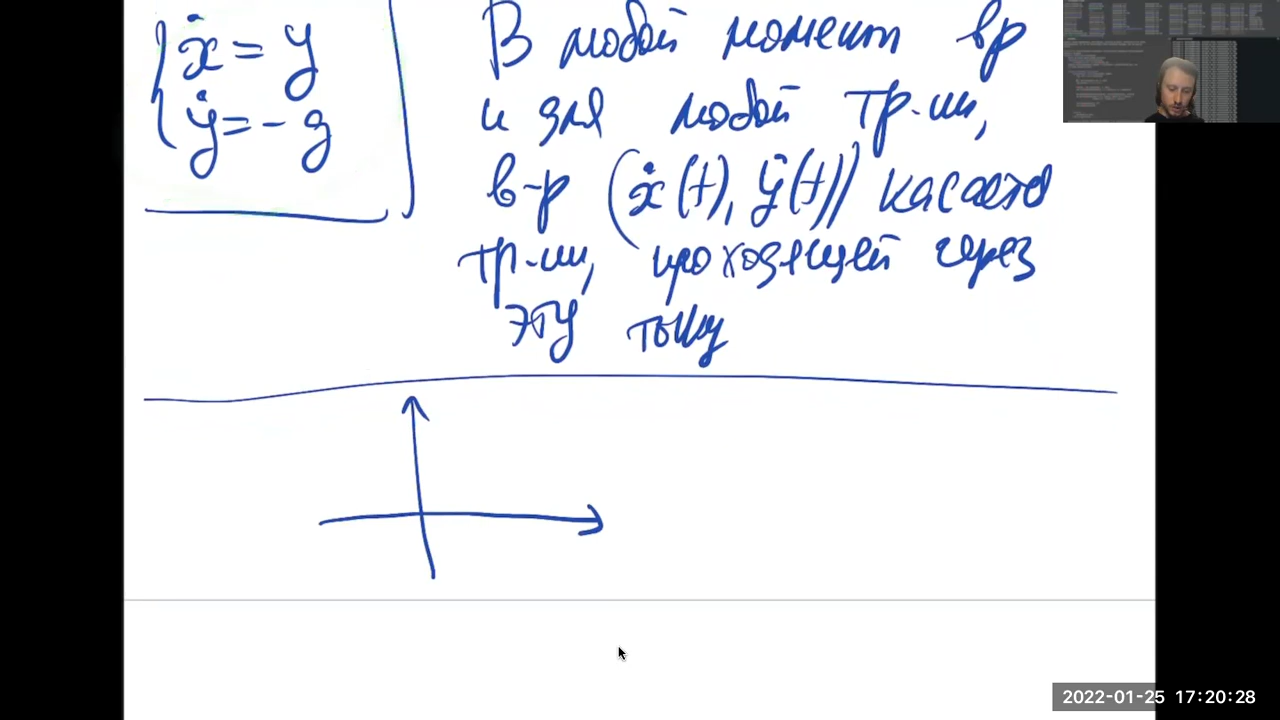 ẋ = y
ẏ = - g
В любой момент вр
и для любой тр-ии,
в-р (ẋ(t), ẏ(t)) касается
тр-ии, проходящей через
эту точку
2022-01-25 17:20:28